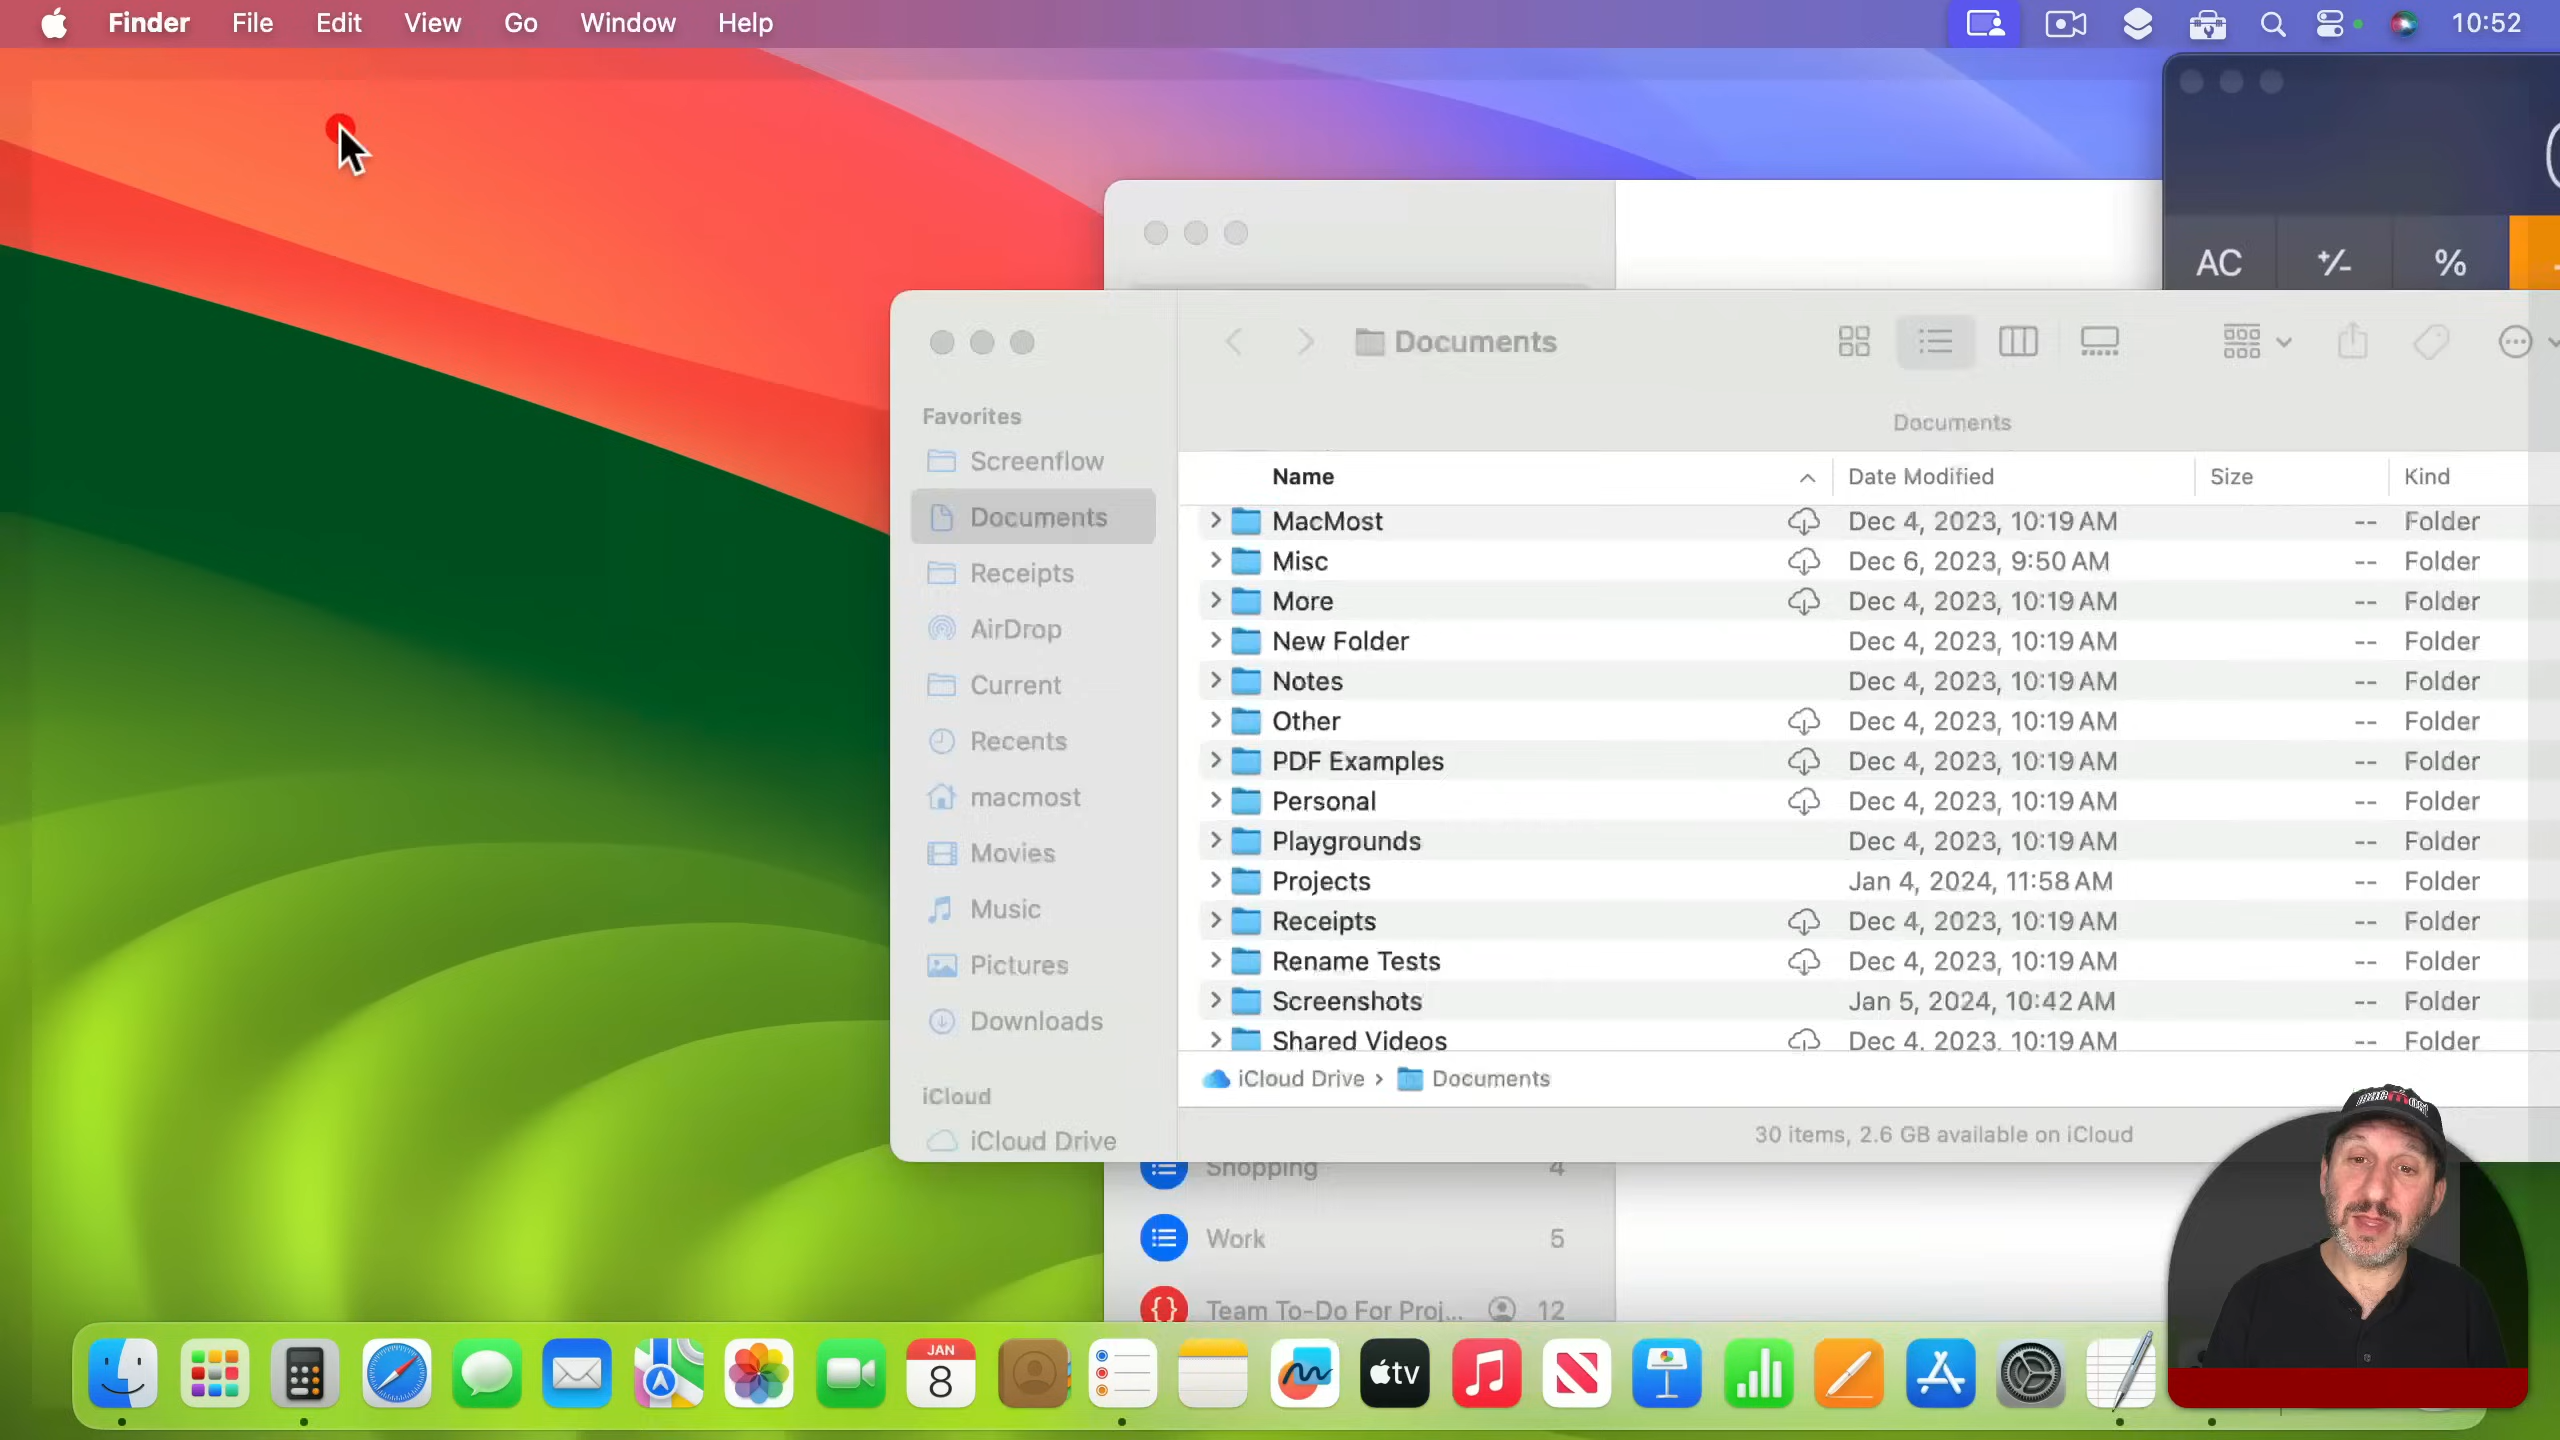 Finder File Edit View Go Window Help 10:52
AC +/- %
Documents
Favorites
Documents
Screenflow
Name Date Modified Size Kind
Documents
MacMost Dec 4, 2023, 10:19 AM -- Folder
Misc Dec 6, 2023, 9:50 AM -- Folder
Receipts
More Dec 4, 2023, 10:19 AM -- Folder
AirDrop
New Folder Dec 4, 2023, 10:19 AM -- Folder
Current
Notes Dec 4, 2023, 10:19 AM -- Folder
Other Dec 4, 2023, 10:19 AM -- Folder
Recents
PDF Examples Dec 4, 2023, 10:19 AM -- Folder
macmost
Personal Dec 4, 2023, 10:19 AM -- Folder
Movies
Playgrounds Dec 4, 2023, 10:19 AM -- Folder
Projects Jan 4, 2024, 11:58 AM -- Folder
Music
Receipts Dec 4, 2023, 10:19 AM -- Folder
Pictures
Rename Tests Dec 4, 2023, 10:19 AM -- Folder
Downloads
Screenshots Jan 5, 2024, 10:42 AM -- Folder
Shared Videos Dec 4, 2023, 10:19 AM -- Folder
iCloud
iCloud Drive › Documents
iCloud Drive
30 items, 2.6 GB available on iCloud
Shopping 4
Work 5
Team To-Do For Proj... 12
JAN
8
tv